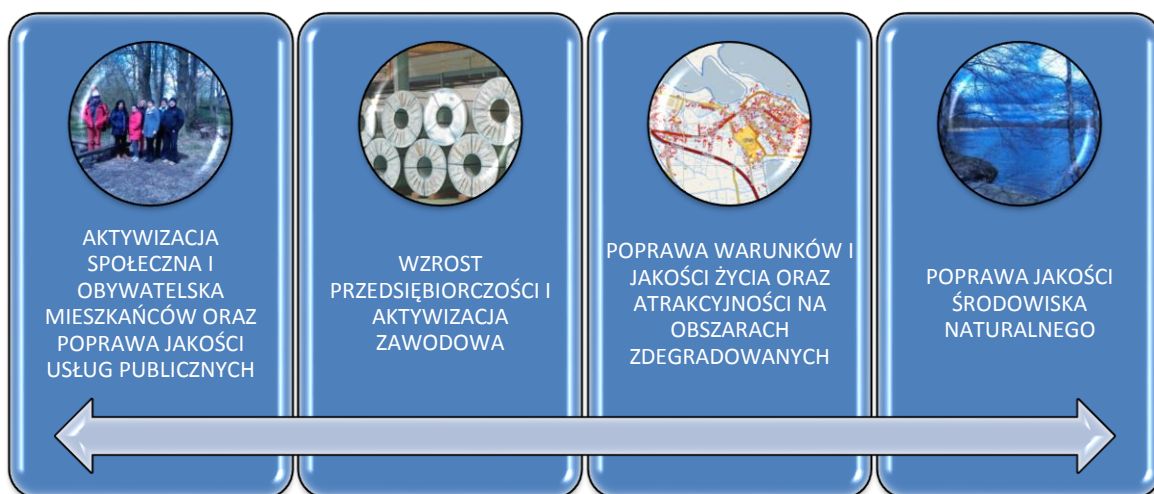 AKTYWIZACJA
SPOŁECZNA I
OBYWATELSKA
MIESZKAŃCÓW ORAZ
POPRAWA JAKOŚCI
USŁUG PUBLICZNYCH
WZROST
PRZEDSIĘBIORCZOŚCI I
AKTYWIZACJA
ZAWODOWA
POPRAWA WARUNKÓW I
JAKOŚCI ŻYCIA ORAZ
ATRAKCYJNOŚCI NA
OBSZARACH
ZDEGRADOWANYCH
POPRAWA JAKOŚCI
ŚRODOWISKA
NATURALNEGO